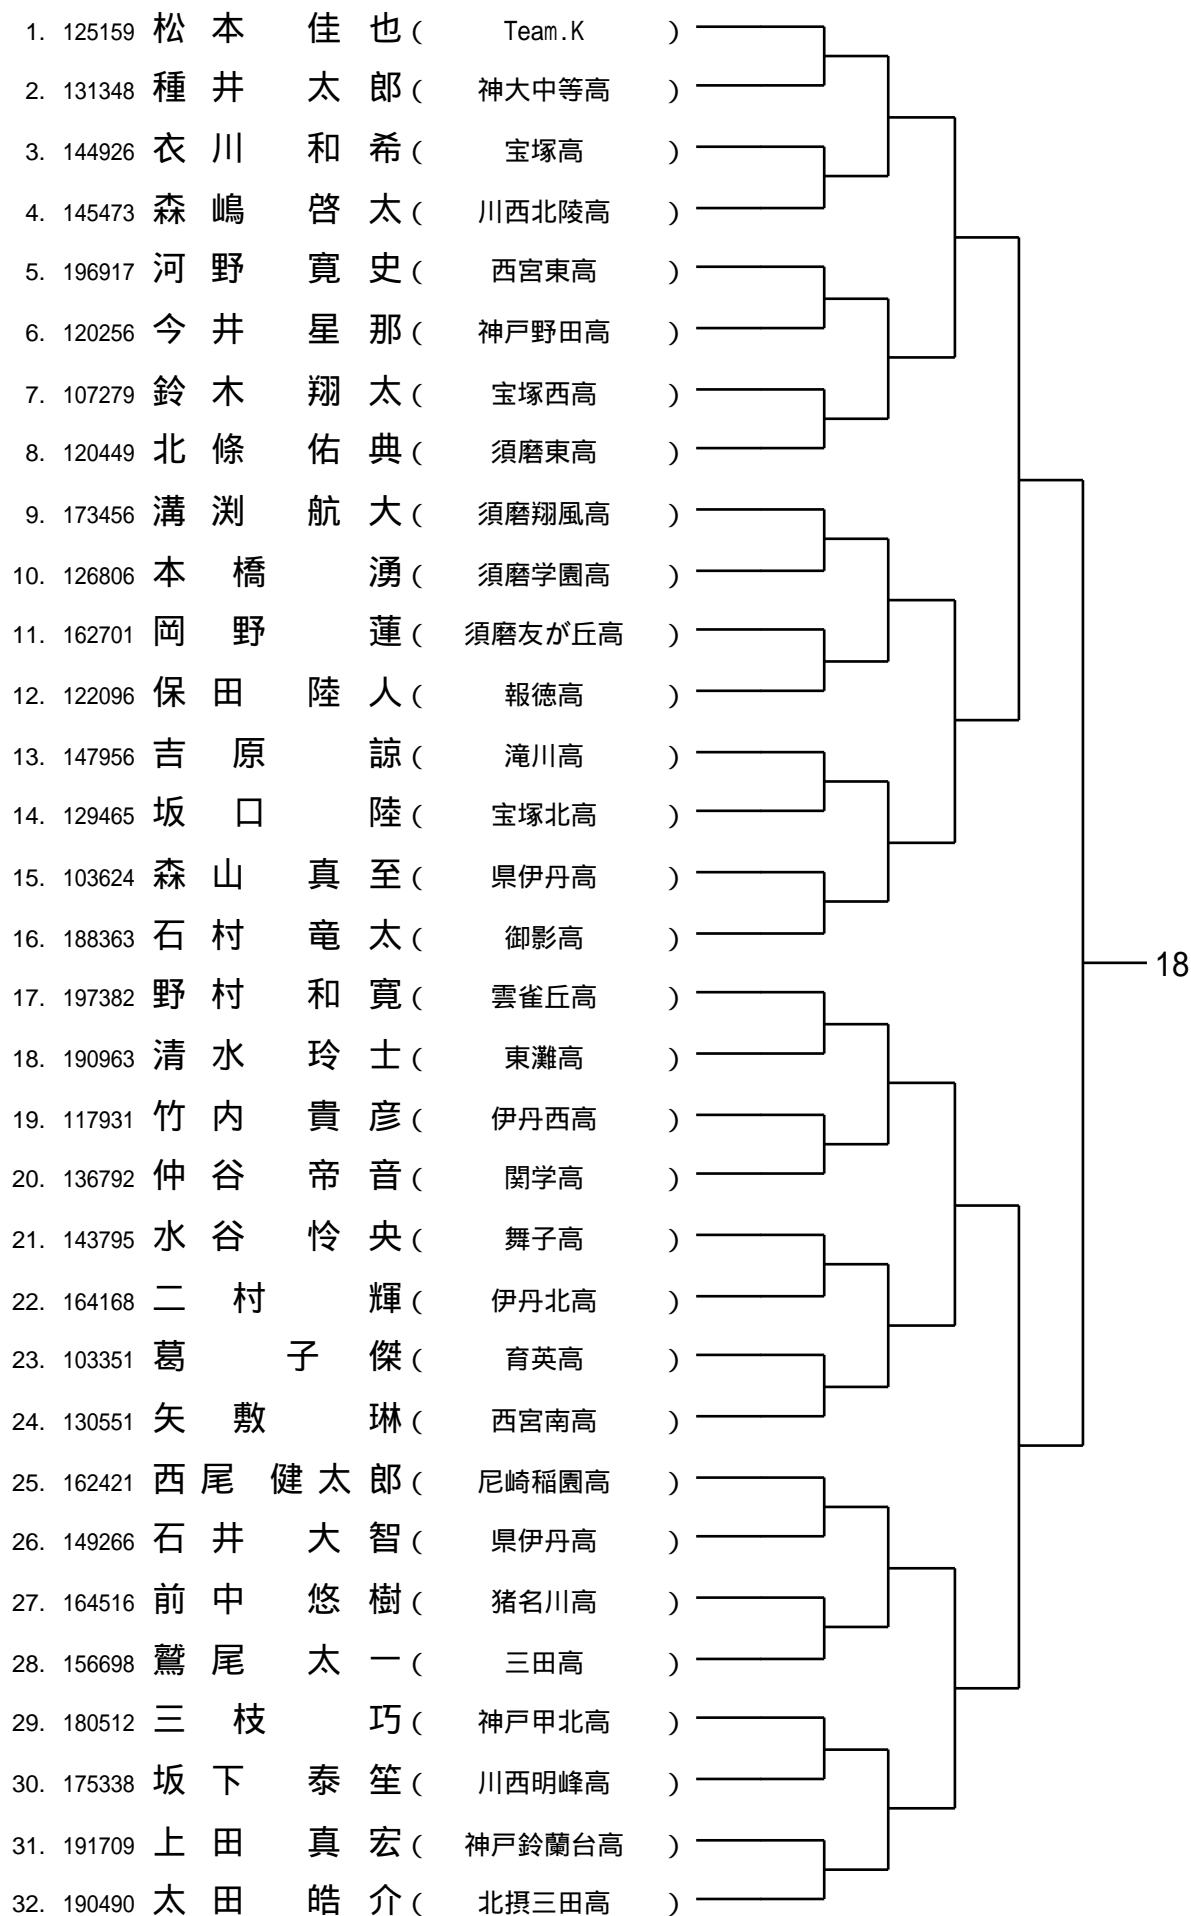 1. 125159 松本 佳也 ( Team.K )
2. 131348 種井 太郎 ( 神大中等高 )
3. 144926 衣川 和希 ( 宝塚高 )
4. 145473 森嶋 啓太 ( 川西北陵高 )
5. 196917 河野 寛史 ( 西宮東高 )
6. 120256 今井 星那 ( 神戸野田高 )
7. 107279 鈴木 翔太 ( 宝塚西高 )
8. 120449 北條 佑典 ( 須磨東高 )
9. 173456 溝渕 航大 ( 須磨翔風高 )
10. 126806 本橋 湧 ( 須磨学園高 )
11. 162701 岡野 蓮 ( 須磨友が丘高 )
12. 122096 保田 陸人 ( 報徳高 )
13. 147956 吉原 諒 ( 滝川高 )
14. 129465 坂口 陸 ( 宝塚北高 )
15. 103624 森山 真至 ( 県伊丹高 )
16. 188363 石村 竜太 ( 御影高 )
18
17. 197382 野村 和寛 ( 雲雀丘高 )
18. 190963 清水 玲士 ( 東灘高 )
19. 117931 竹内 貴彦 ( 伊丹西高 )
20. 136792 仲谷 帝音 ( 関学高 )
21. 143795 水谷 怜央 ( 舞子高 )
22. 164168 二村 輝 ( 伊丹北高 )
23. 103351 葛 子傑 ( 育英高 )
24. 130551 矢敷 琳 ( 西宮南高 )
25. 162421 西尾 健太郎 ( 尼崎稲園高 )
26. 149266 石井 大智 ( 県伊丹高 )
27. 164516 前中 悠樹 ( 猪名川高 )
28. 156698 鷲尾 太一 ( 三田高 )
29. 180512 三枝 巧 ( 神戸甲北高 )
30. 175338 坂下 泰笙 ( 川西明峰高 )
31. 191709 上田 真宏 ( 神戸鈴蘭台高 )
32. 190490 太田 皓介 ( 北摂三田高 )